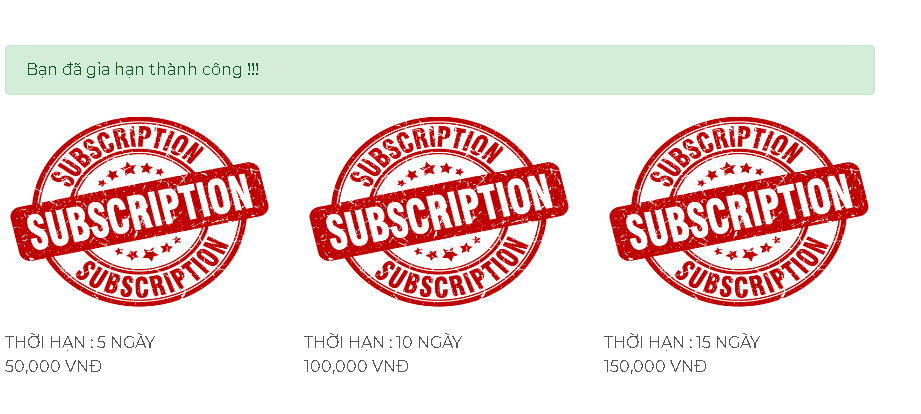 Bạn đã gia hạn thành công !!!
SUBSCRIPTION
SUBSCRIPTION
SUBSCRIPTION
THỜI HẠN : 5 NGÀY
50,000 VNĐ
SUBSCRIPTION
SUBSCRIPTION
SUBSCRIPTION
THỜI HẠN : 10 NGÀY
100,000 VNĐ
SUBSCRIPTION
SUBSCRIPTION
SUBSCRIPTION
THỜI HẠN : 15 NGÀY
150,000 VNĐ